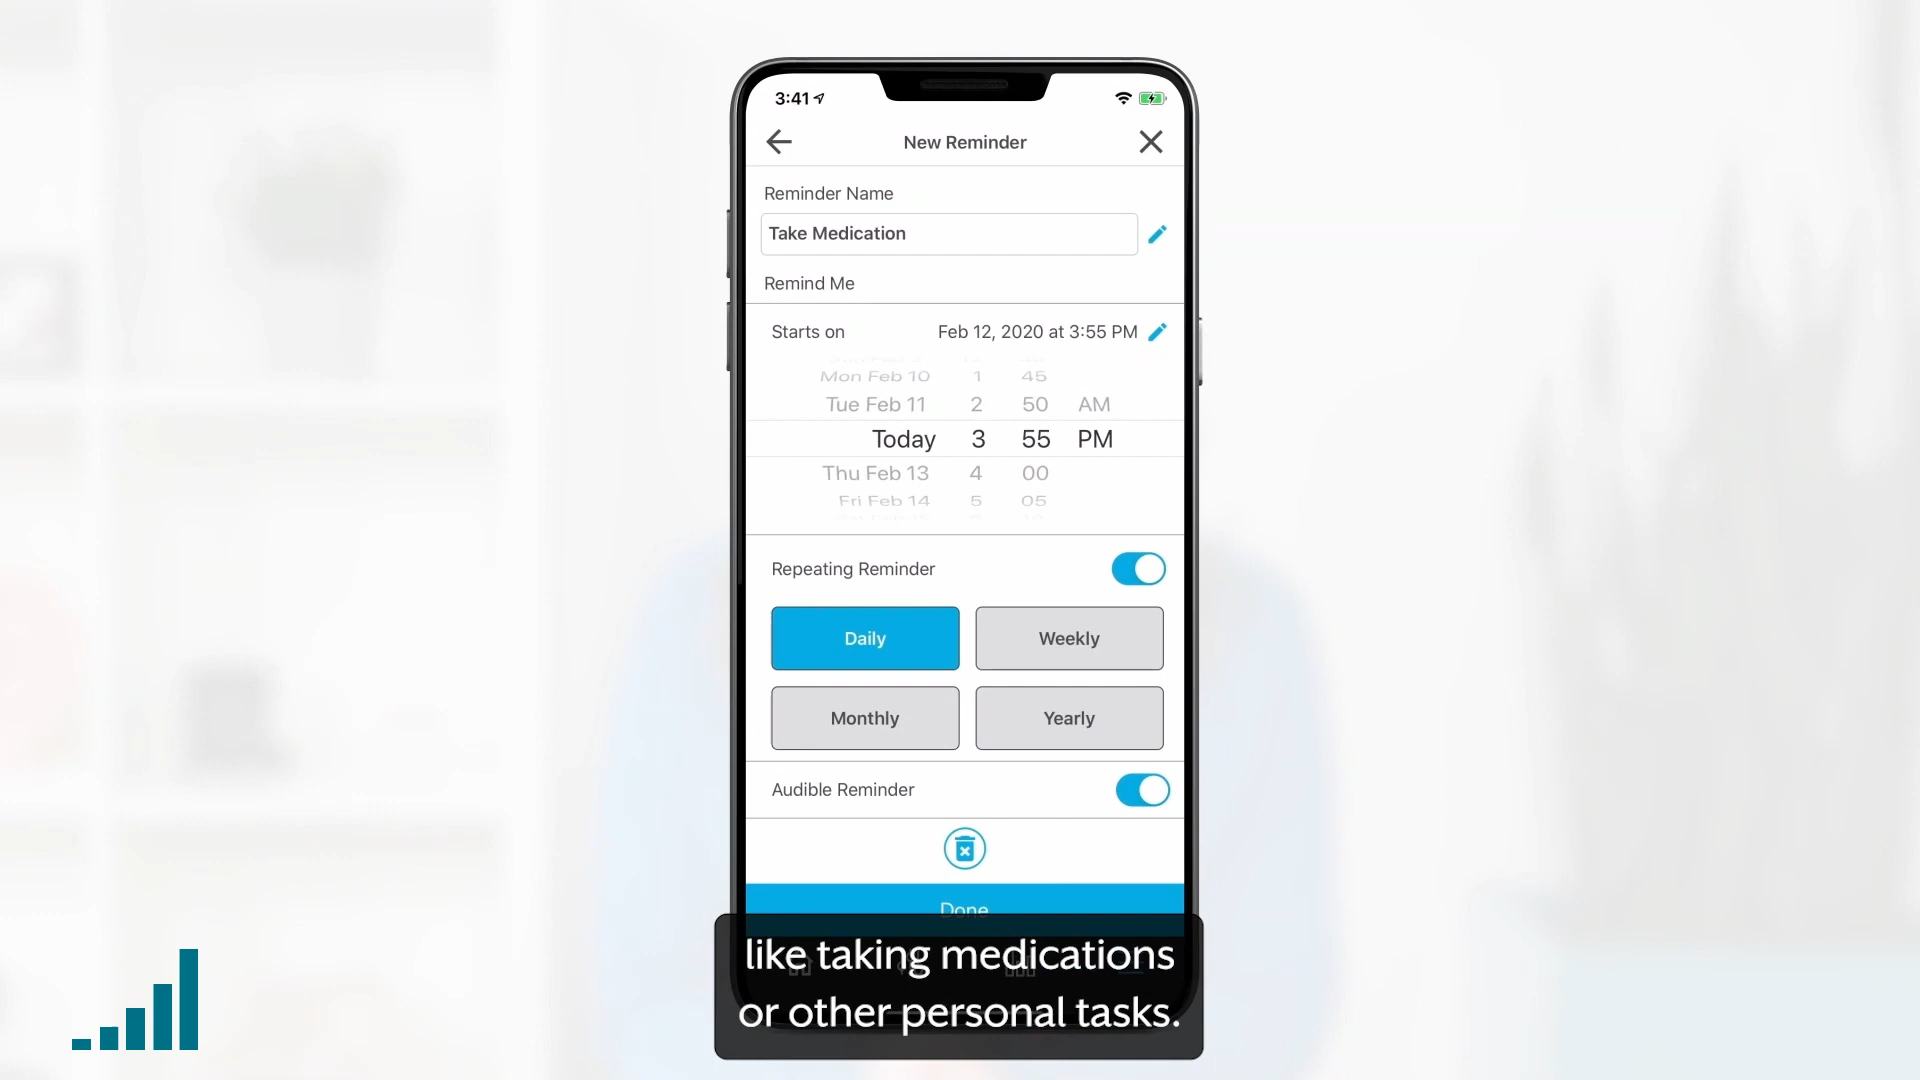 3:41
New Reminder
Reminder Name
Take Medication
Remind Me
Starts on Feb 12, 2020 at 3:55 PM
Mon Feb 10 1 45
Tue Feb 11 2 50 AM
Today 3 55 PM
Thu Feb 13 4 00
Fri Feb 14 5 05
Repeating Reminder
Daily Weekly
Monthly Yearly
Audible Reminder
Done
like taking medications
or other personal tasks.